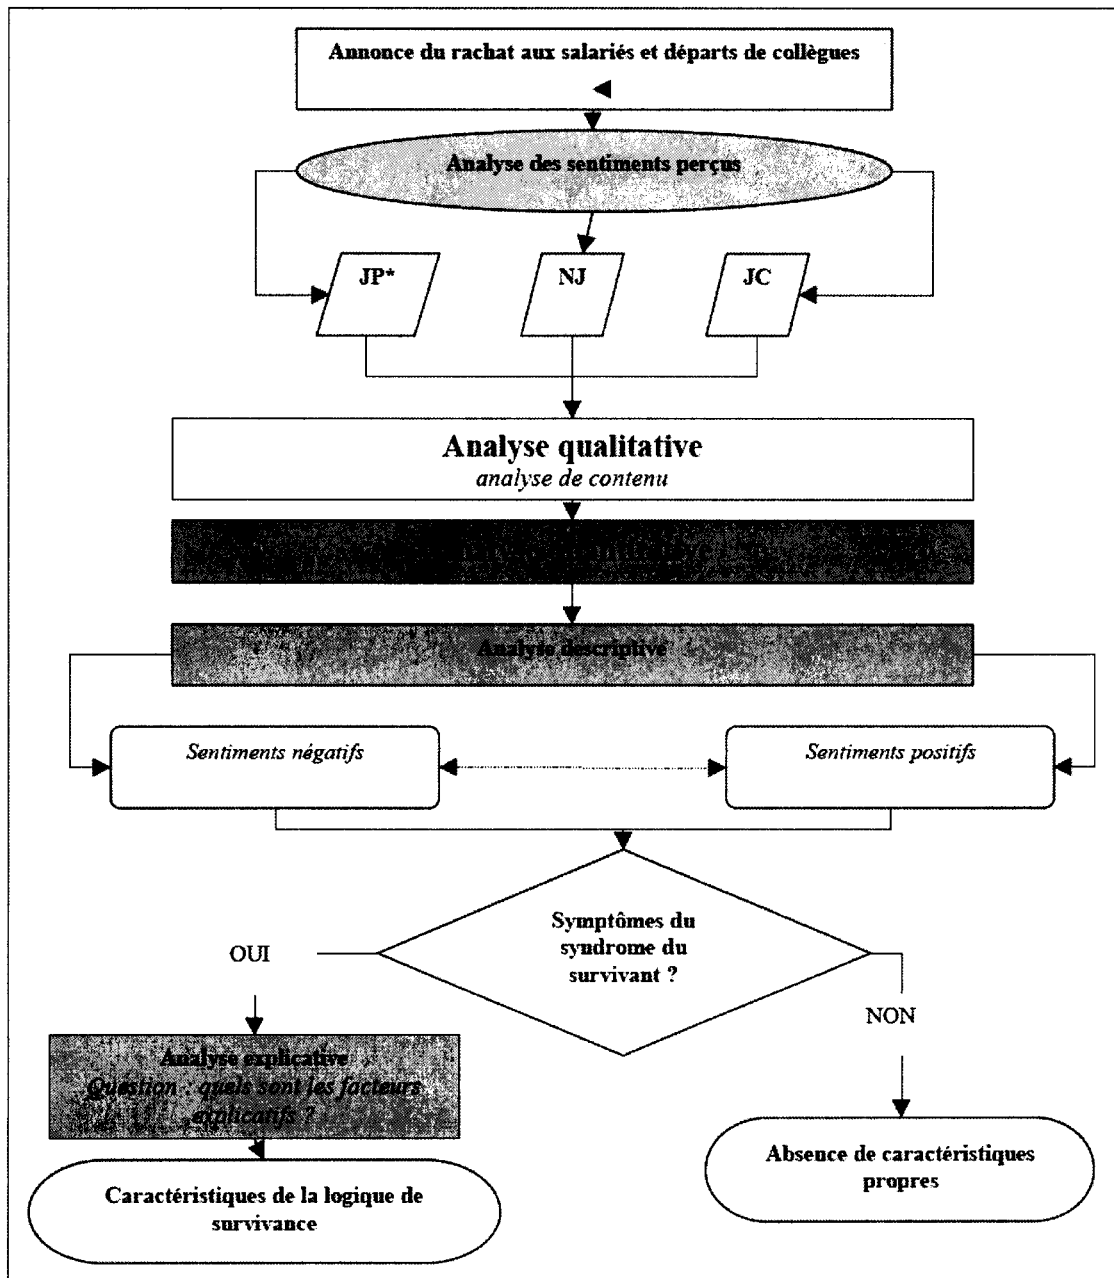 Annonce du rachat aux salariés et départs de collègues
Analyse des sentiments perçus
JP*
NJ
JC
Analyse qualitative
analyse de contenu
Analyse descriptive
Sentiments négatifs
Sentiments positifs
Symptômes du
syndrome du
survivant ?
OUI
NON
Analyse explicative
Question : quels sont les facteurs
explicatifs ?
Absence de caractéristiques
propres
Caractéristiques de la logique de
survivance